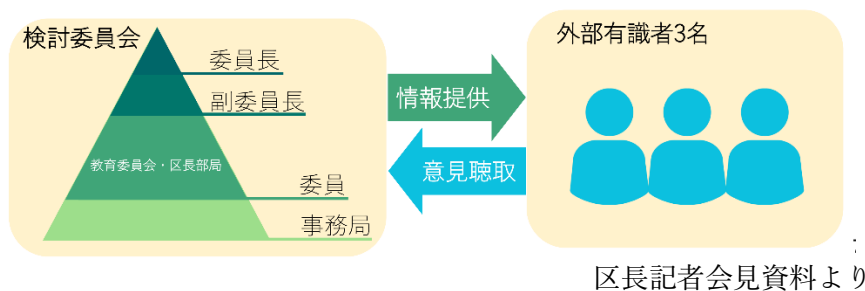 検討委員会
委員長
副委員長
教育委員会・区長部局
委員
事務局
情報提供
意見聴取
外部有識者3名
区長記者会見資料より